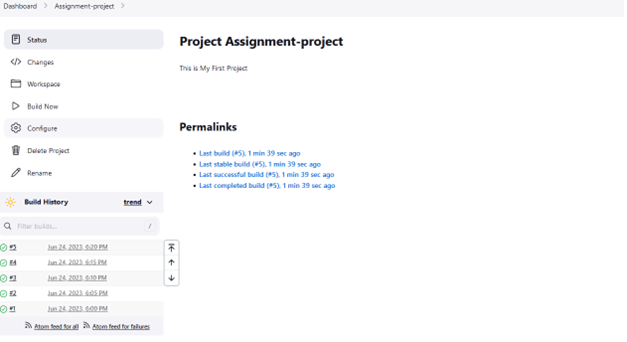 Dashboard > Assignment-project >
Status
Changes
Workspace
Build Now
Configure
Delete Project
Rename
Build History trend
Filter builds... /
#5 Jun 24, 2023, 6:20 PM
#4 Jun 24, 2023, 6:15 PM
#3 Jun 24, 2023, 6:10 PM
#2 Jun 24, 2023, 6:05 PM
#1 Jun 24, 2023, 6:00 PM
Atom feed for all Atom feed for failures
Project Assignment-project
This is My First Project
Permalinks
Last build (#5), 1 min 39 sec ago
Last stable build (#5), 1 min 39 sec ago
Last successful build (#5), 1 min 39 sec ago
Last completed build (#5), 1 min 39 sec ago